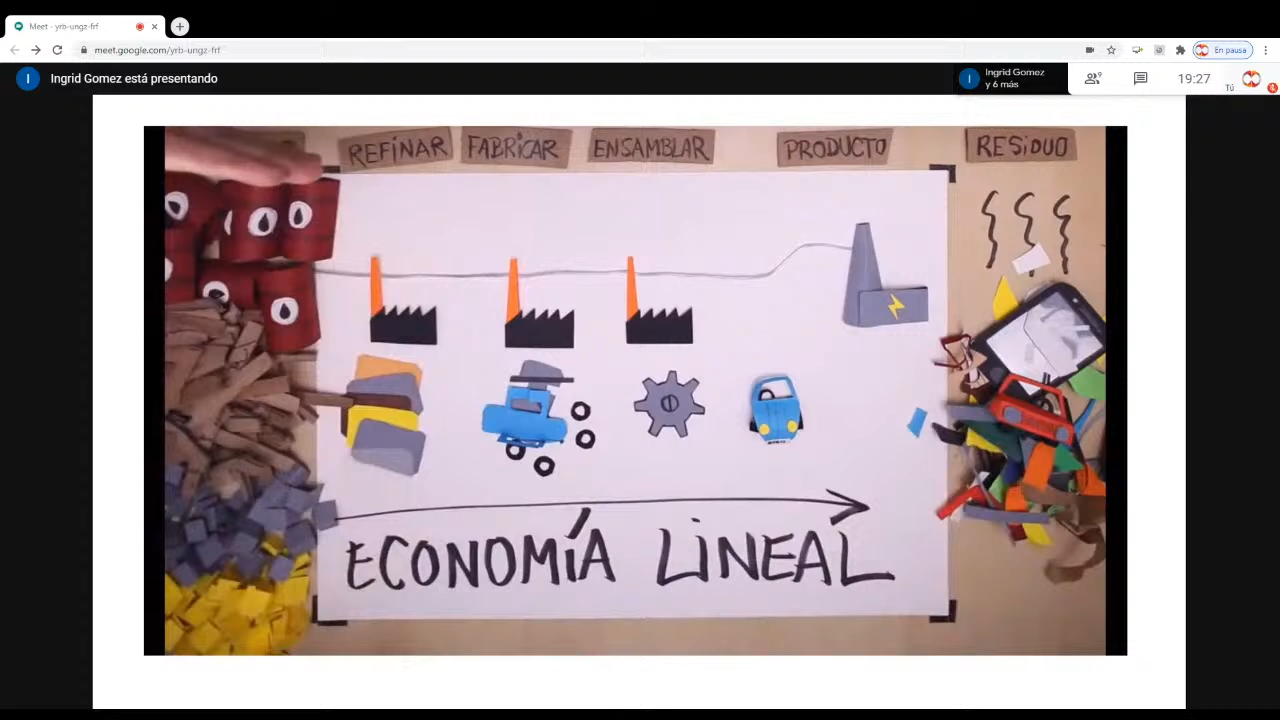 Meet - yrb-ungz-frf
meet.google.com/yrb-ungz-frf
En pausa
I Ingrid Gomez está presentando
I Ingrid Gomez
y 6 más
9
19:27
Tú
REFINAR FABRICAR ENSAMBLAR PRODUCTO RESIDUO
ECONOMÍA LINEAL